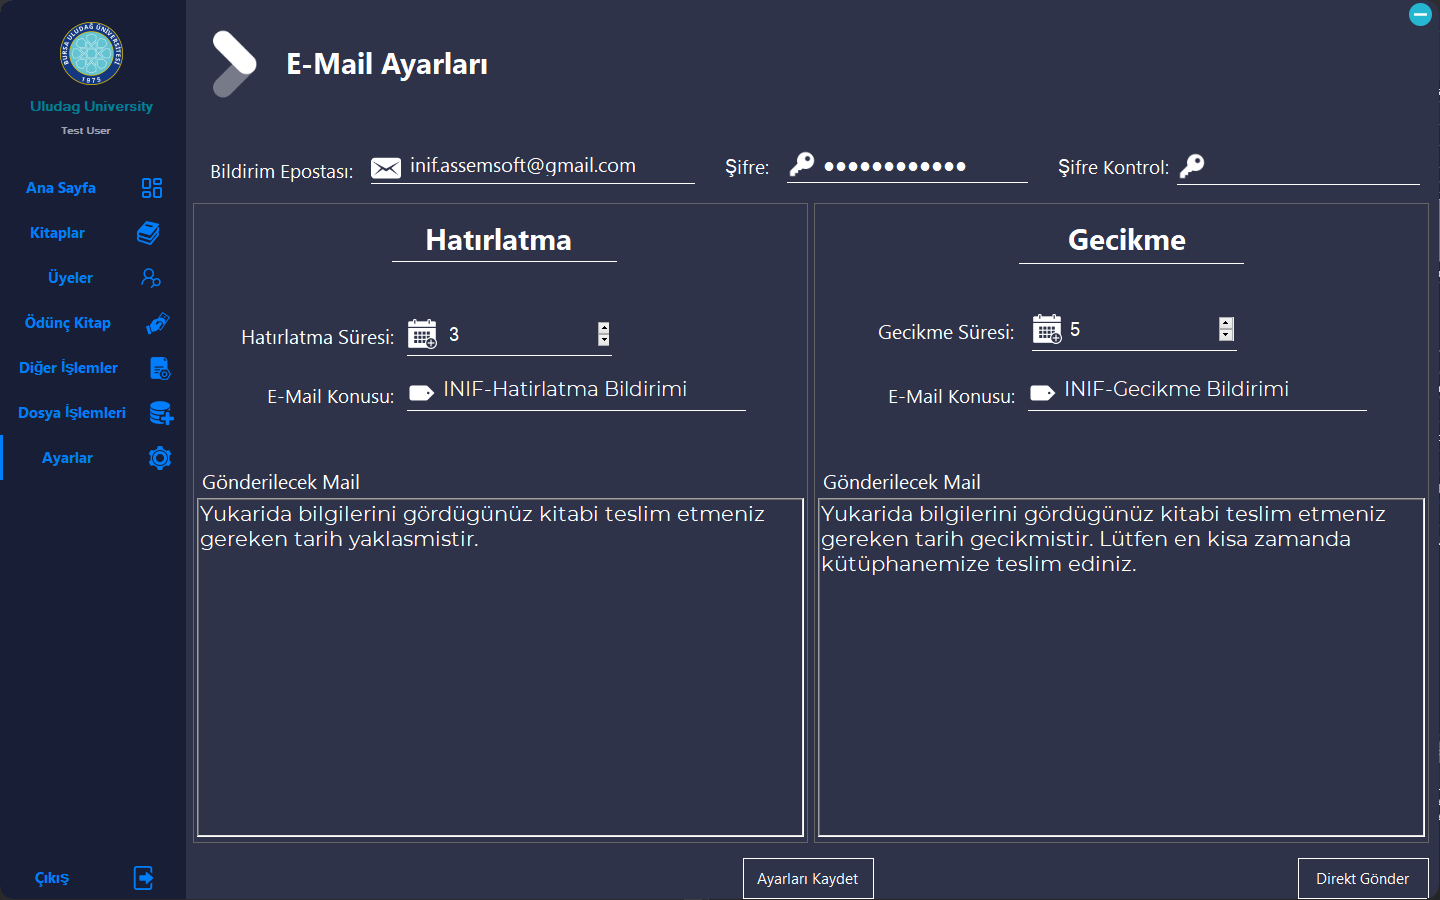 BURSA ULUDAĞ ÜNİVERSİTESİ
1975
Uludag University
Test User
Ana Sayfa
Kitaplar
Üyeler
Ödünç Kitap
Diğer İşlemler
Dosya İşlemleri
Ayarlar
Çıkış
E-Mail Ayarları
Bildirim Epostası: inif.assemsoft@gmail.com Şifre: ●●●●●●●●●●●● Şifre Kontrol:
Hatırlatma
Hatırlatma Süresi: 3
E-Mail Konusu: INIF-Hatirlatma Bildirimi
Gönderilecek Mail
Yukarida bilgilerini gördügünüz kitabi teslim etmeniz
gereken tarih yaklasmistir.
Gecikme
Gecikme Süresi: 5
E-Mail Konusu: INIF-Gecikme Bildirimi
Gönderilecek Mail
Yukarida bilgilerini gördügünüz kitabi teslim etmeniz
gereken tarih gecikmistir. Lütfen en kisa zamanda
kütüphanemize teslim ediniz.
Ayarları Kaydet
Direkt Gönder